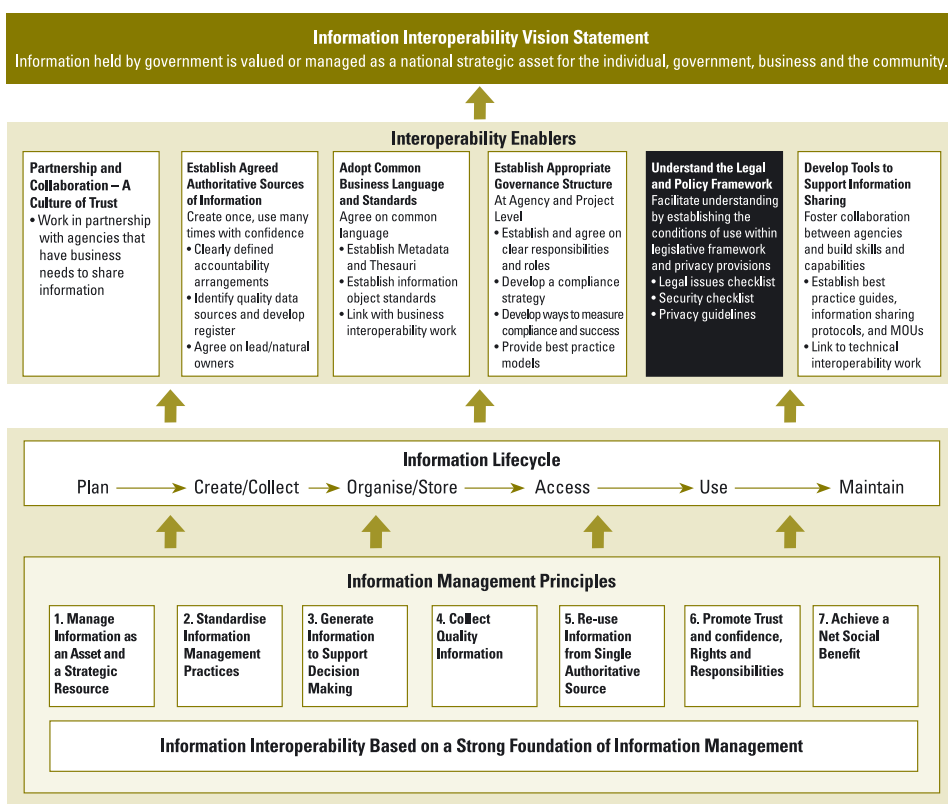 Information Interoperability Vision Statement
Information held by government is valued or managed as a national strategic asset for the individual, government, business and the community.
Interoperability Enablers
Partnership and
Collaboration – A
Culture of Trust
• Work in partnership
with agencies that
have business
needs to share
information
Establish Agreed
Authoritative Sources
of Information
Create once, use many
times with confidence
• Clearly defined
accountability
arrangements
• Identify quality data
sources and develop
register
• Agree on lead/natural
owners
Adopt Common
Business Language
and Standards
Agree on common
language
• Establish Metadata
and Thesauri
• Establish information
object standards
• Link with business
interoperability work
Establish Appropriate
Governance Structure
At Agency and Project
Level
• Establish and agree on
clear responsibilities
and roles
• Develop a compliance
strategy
• Develop ways to measure
compliance and success
• Provide best practice
models
Understand the Legal
and Policy Framework
Facilitate understanding
by establishing the
conditions of use within
legislative framework
and privacy provisions
• Legal issues checklist
• Security checklist
• Privacy guidelines
Develop Tools to
Support Information
Sharing
Foster collaboration
between agencies
and build skills and
capabilities
• Establish best
practice guides,
information sharing
protocols, and MOUs
• Link to technical
interoperability work
Information Lifecycle
Plan Create/Collect Organise/Store Access Use Maintain
Information Management Principles
1. Manage
Information as
an Asset and
a Strategic
Resource
2. Standardise
Information
Management
Practices
3. Generate
Information
to Support
Decision
Making
4. Collect
Quality
Information
5. Re-use
Information
from Single
Authoritative
Source
6. Promote Trust
and confidence,
Rights and
Responsibilities
7. Achieve a
Net Social
Benefit
Information Interoperability Based on a Strong Foundation of Information Management